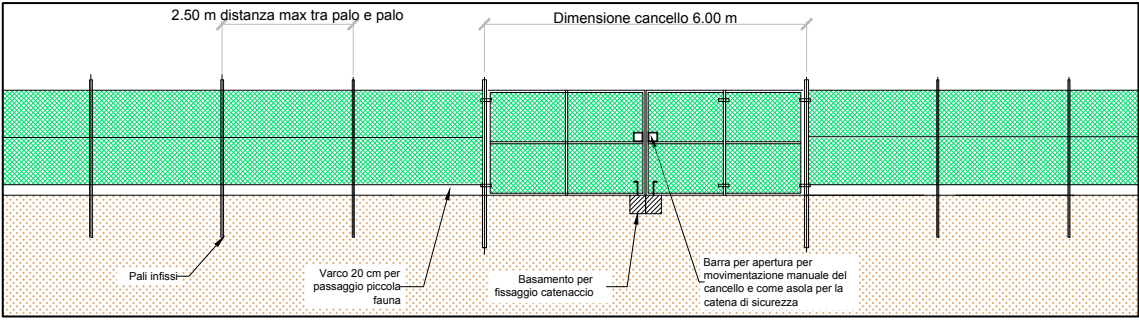 2.50 m distanza max tra palo e palo
Dimensione cancello 6.00 m
Pali infissi
Varco 20 cm per
passaggio piccola
fauna
Basamento per
fissaggio catenaccio
Barra per apertura per
movimentazione manuale del
cancello e come asola per la
catena di sicurezza